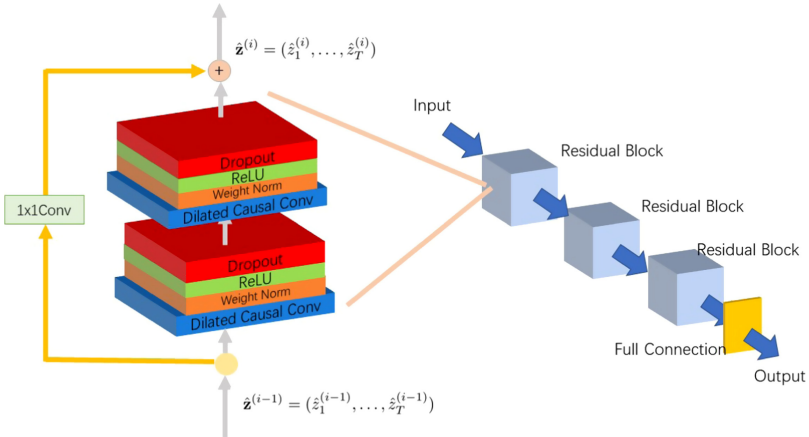 ẑ^(i) = (ẑ_1^(i), . . . , ẑ_T^(i))
+
Dropout
ReLU
Weight Norm
Dilated Causal Conv
1x1Conv
Dropout
ReLU
Weight Norm
Dilated Causal Conv
ẑ^(i−1) = (ẑ_1^(i−1), . . . , ẑ_T^(i−1))
Input
Residual Block
Residual Block
Residual Block
Full Connection
Output